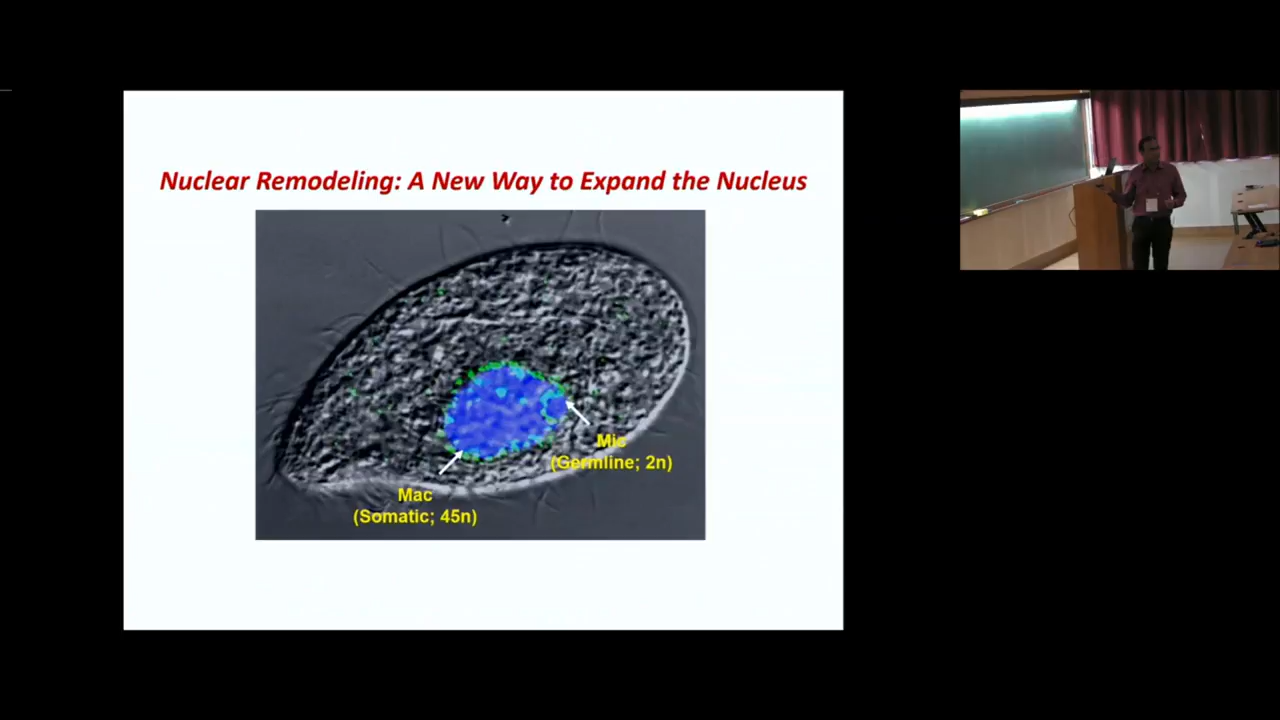 Nuclear Remodeling: A New Way to Expand the Nucleus
Mic
(Germline; 2n)
Mac
(Somatic; 45n)